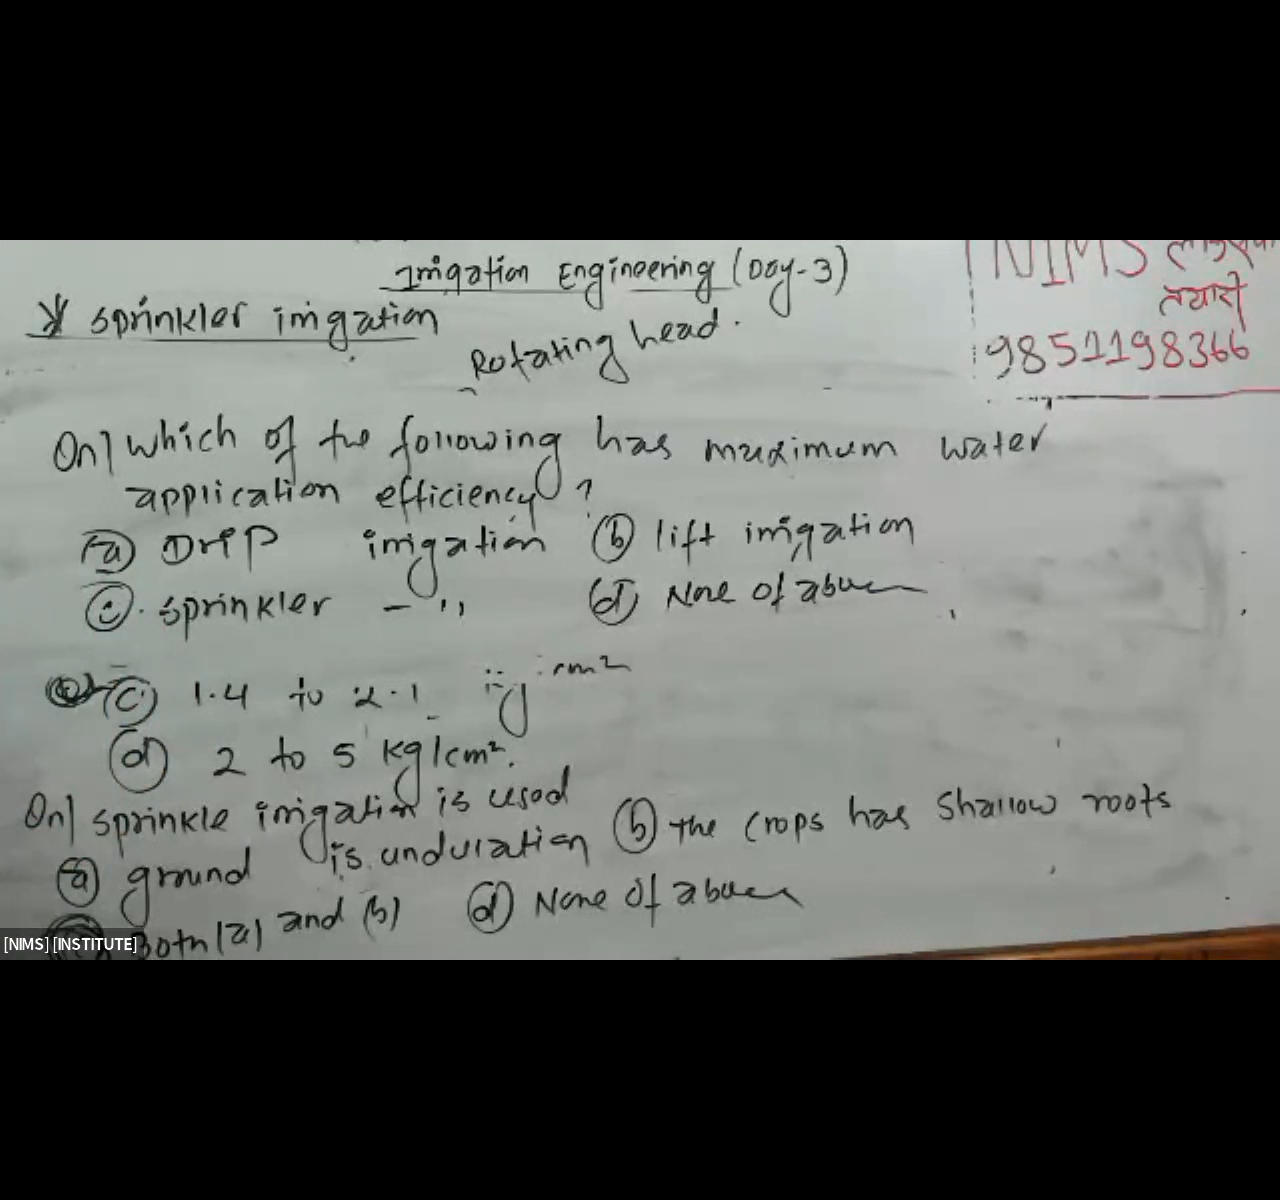 Irrigation Engineering (Day-3)
NIMS
तयारी
9851198366
* sprinkler irrigation
Rotating head.
Qn) which of the following has maximum water
application efficiency?
(a) Drip irrigation (b) lift irrigation
(c) sprinkler - " (d) None of above
(c) 1.4 to 2.1 cm²
(d) 2 to 5 kg/cm².
Qn) sprinkle irrigation is used
(a) ground is undulation (b) the crops has shallow roots
Both (a) and (b) (d) None of above
[NIMS] [INSTITUTE]